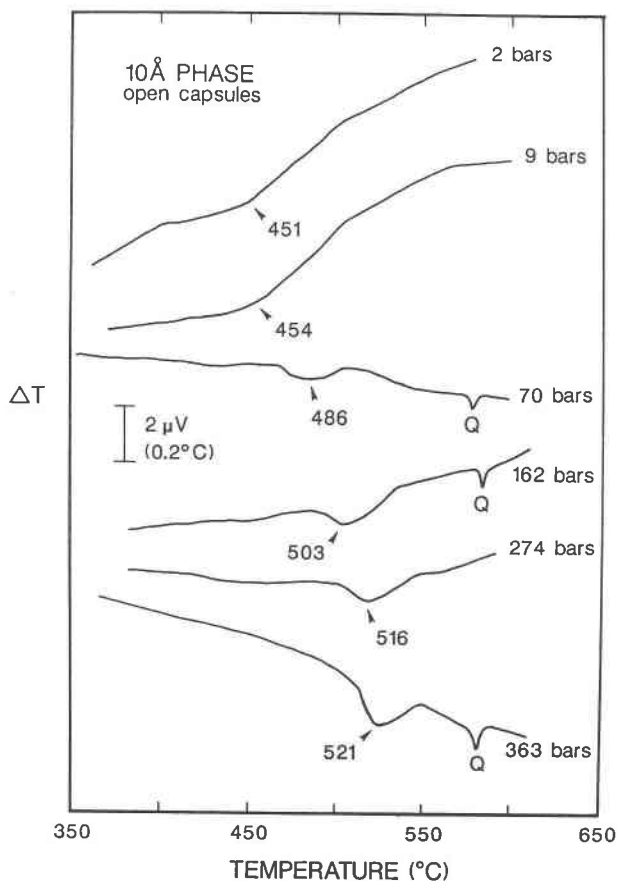 10Å PHASE
open capsules
2 bars
451
9 bars
454
ΔT
2 μV
(0.2°C)
486
70 bars
Q
162 bars
Q
503
274 bars
516
521
Q
363 bars
350
450
550
650
TEMPERATURE (°C)